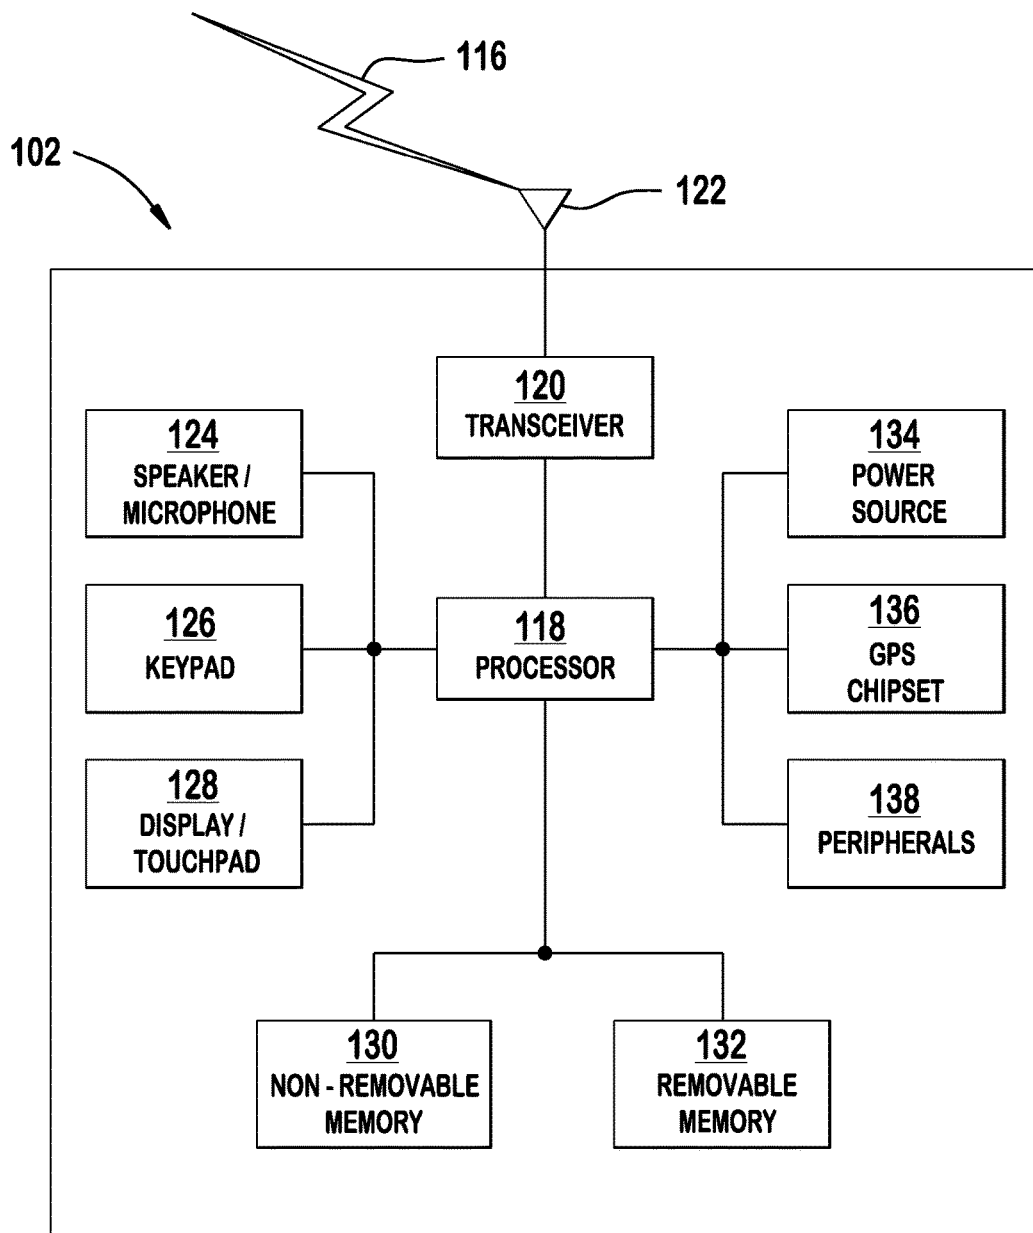 116
102
122
120
TRANSCEIVER
124
SPEAKER /
MICROPHONE
134
POWER
SOURCE
126
KEYPAD
118
PROCESSOR
136
GPS
CHIPSET
128
DISPLAY /
TOUCHPAD
138
PERIPHERALS
130
NON - REMOVABLE
MEMORY
132
REMOVABLE
MEMORY